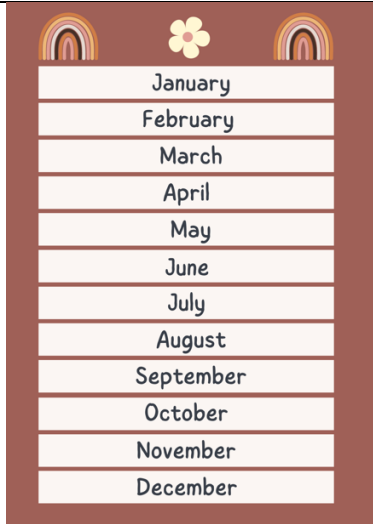 January
February
March
April
May
June
July
August
September
October
November
December